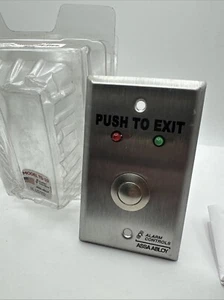 PUSH TO EXIT
ALARM
CONTROLS
ASSA ABLOY